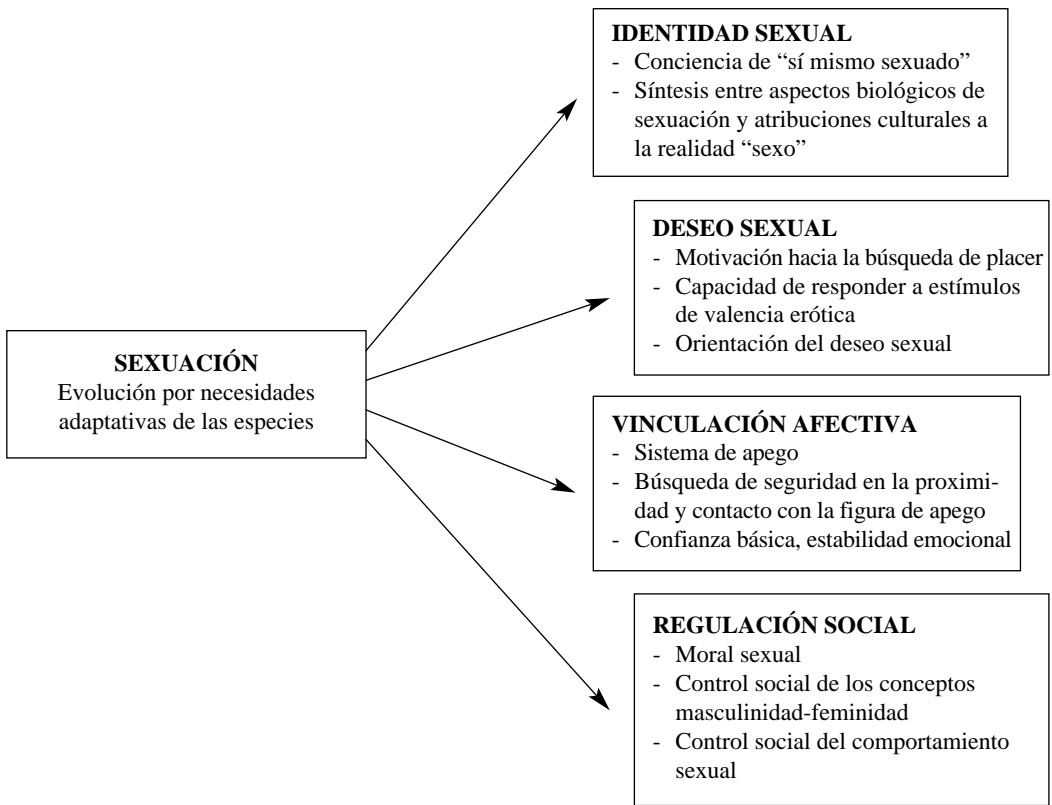 IDENTIDAD SEXUAL
- Conciencia de “sí mismo sexuado”
- Síntesis entre aspectos biológicos de
sexuación y atribuciones culturales a
la realidad “sexo”
DESEO SEXUAL
- Motivación hacia la búsqueda de placer
- Capacidad de responder a estímulos
de valencia erótica
- Orientación del deseo sexual
SEXUACIÓN
Evolución por necesidades
adaptativas de las especies
VINCULACIÓN AFECTIVA
- Sistema de apego
- Búsqueda de seguridad en la proximi-
dad y contacto con la figura de apego
- Confianza básica, estabilidad emocional
REGULACIÓN SOCIAL
- Moral sexual
- Control social de los conceptos
masculinidad-feminidad
- Control social del comportamiento
sexual